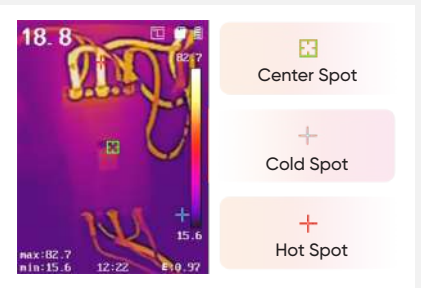 18.8
82.7
15.6
max:82.7
min:15.6 12:22 E:0.97
Center Spot
Cold Spot
Hot Spot